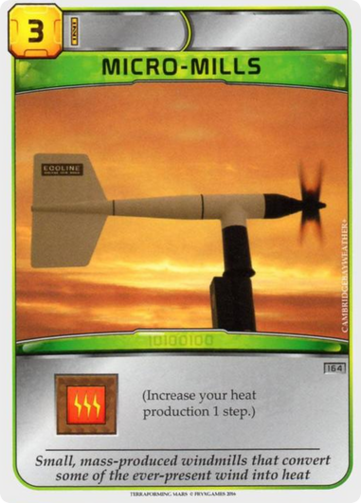 3
MICRO-MILLS
ECOLINE
CAMBRIDGEBAYWEATHER
10100100
164
(Increase your heat
production 1 step.)
Small, mass-produced windmills that convert
some of the ever-present wind into heat
TERRAFORMING MARS © FRYXGAMES 2016